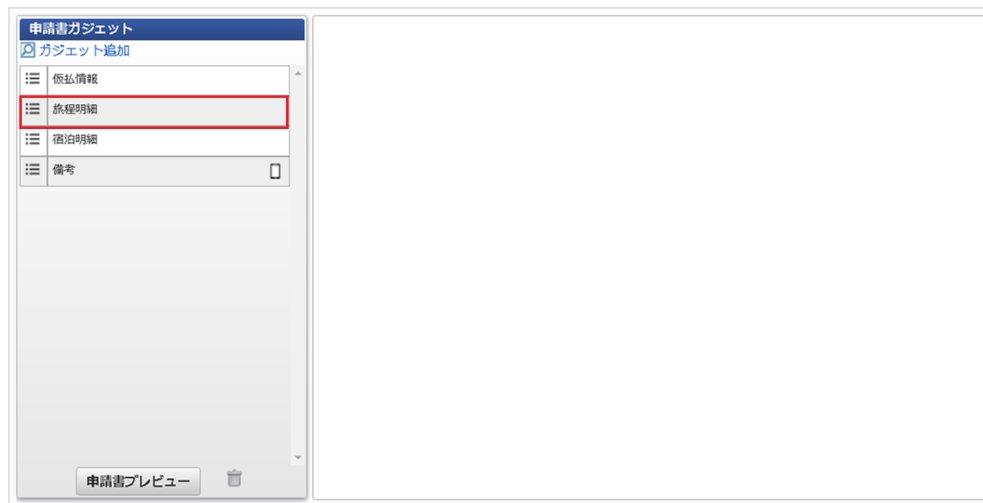 申請書ガジェット
ガジェット追加
仮払情報
旅程明細
宿泊明細
備考
申請書プレビュー